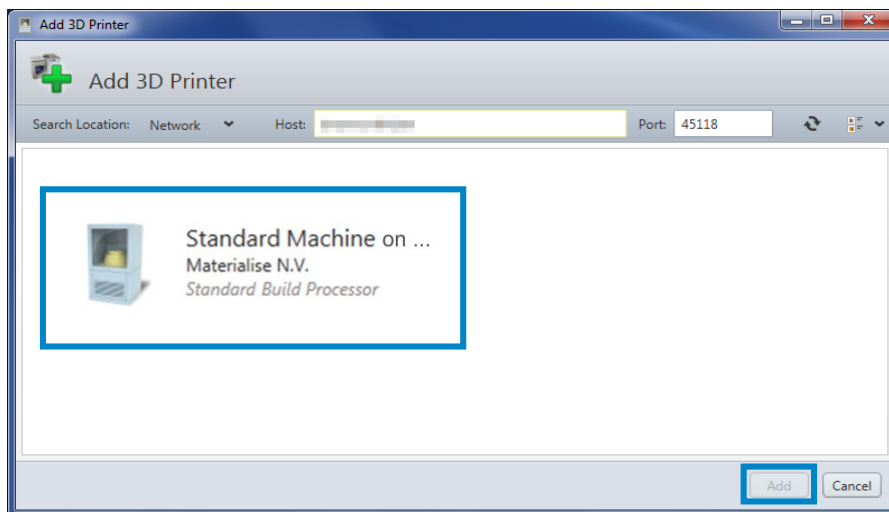 Add 3D Printer
Add 3D Printer
Search Location: Network Host: Port: 45118
Standard Machine on ...
Materialise N.V.
Standard Build Processor
Add Cancel